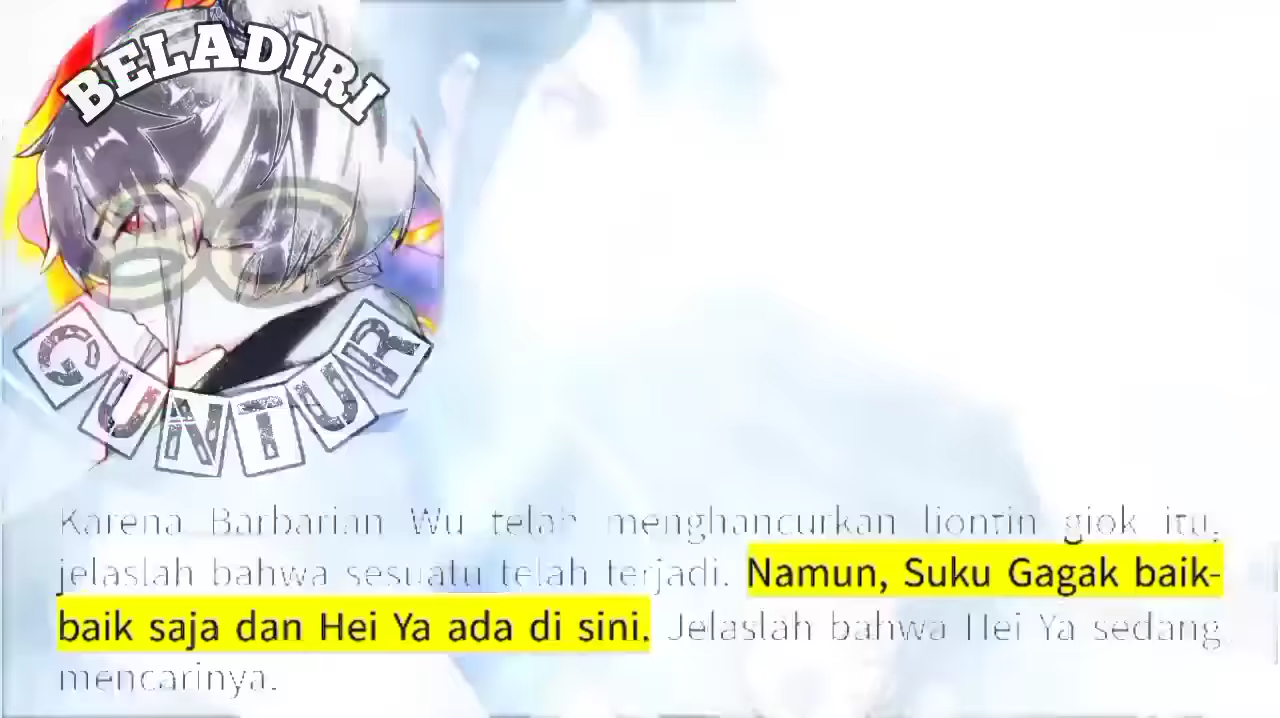 BELADIRI
GUNTUR
Karena Barbarian Wu telah menghancurkan liontin giok itu,
jelaslah bahwa sesuatu telah terjadi. Namun, Suku Gagak baik-
baik saja dan Hei Ya ada di sini. Jelaslah bahwa Hei Ya sedang
mencarinya.